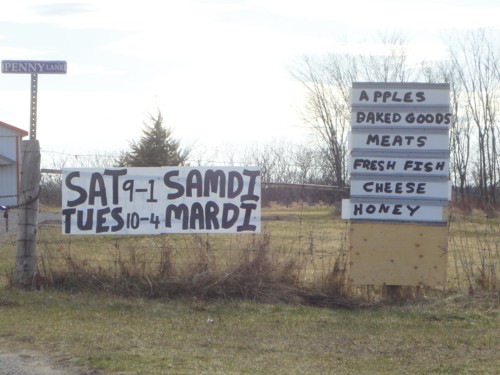 PENNY LANE
SAT 9-1 SAMDI
TUES 10-4 MARDI
APPLES
BAKED GOODS
MEATS
FRESH FISH
CHEESE
HONEY